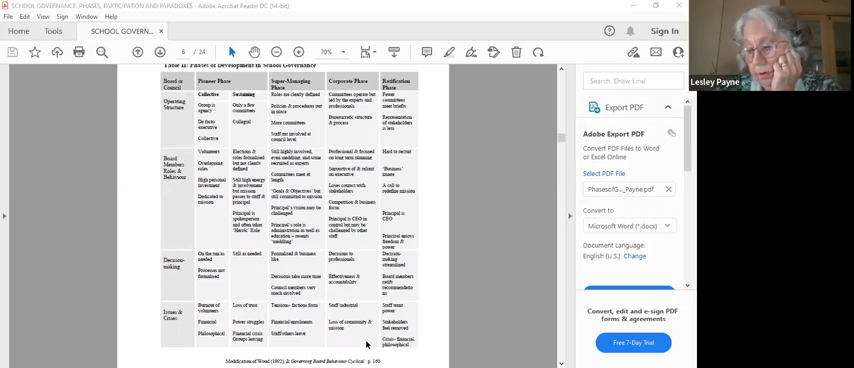 SCHOOL GOVERNANCE: PHASES, PARTICIPATION AND PARADOXES - Adobe Acrobat Reader DC (64-bit)
File Edit View Sign Window Help
Home Tools SCHOOL GOVERN... × Sign In
6 / 24 70%
Lesley Payne
Table 11: Phases of Development in School Governance
Board or Council Pioneer Phase Super-Managing Phase Corporate Phase Ratification Phase
Operating Structure
Collective
Group is agency
De facto executive
Collective
Sustaining
Only a few committees
Collegial
Roles are clearly defined
Policies & procedures put in place
More committees
Staff not involved at council level
Committees operate but led by the experts and professionals
Bureaucratic structure & process
Fewer committees meet briefly
Representation of stakeholders is less
Board Members Roles & Behaviour
Volunteers
Overlapping roles
High personal investment
Dedicated to mission
Elections & roles formalised but not clearly defined
Still high energy & involvement but mission passes to staff & principal
Principal is spokesperson and often takes 'Heroic' Role
Still highly involved, even meddling, and some recruited as experts
Committees meet at length
'Goals & Objectives' but still committed to mission
Principal's vision may be challenged
Principal's role is administration as well as education – resents 'meddling'
Professional & focused on long term planning
Supportive of & reliant on executive
Loses contact with stakeholders
Competition & business focus
Principal is CEO in control but may be challenged by other staff
Hard to recruit
'Business' image
A call to redefine mission
Principal is CEO
Principal enjoys freedom & power
Decision-making
On the run as needed
Processes not formalised
Still as needed
Formalised & business like
Decisions take more time
Council members very much involved
Decisions to professionals
Effectiveness & accountability
Decision-making streamlined
Board members ratify recommendations
Issues & Crises
Burnout of volunteers
Financial
Philosophical
Loss of trust
Power struggles
Financial crisis
Groups leaving
Tensions- factions form
Financial enrolments
Staff/others leave
Staff industrial
Loss of community & mission
Staff want power
Stakeholders feel removed
Crisis- financial, philosophical
Modification of Wood (1992), Is Governing Board Behaviour Cyclical p. 160
Search 'Draw Line'
Export PDF
Adobe Export PDF
Convert PDF Files to Word or Excel Online
Select PDF File
PhasesofG..._Payne.pdf ×
Convert to
Microsoft Word (*.docx)
Document Language:
English (U.S.) Change
Convert, edit and e-sign PDF forms & agreements
Free 7-Day Trial